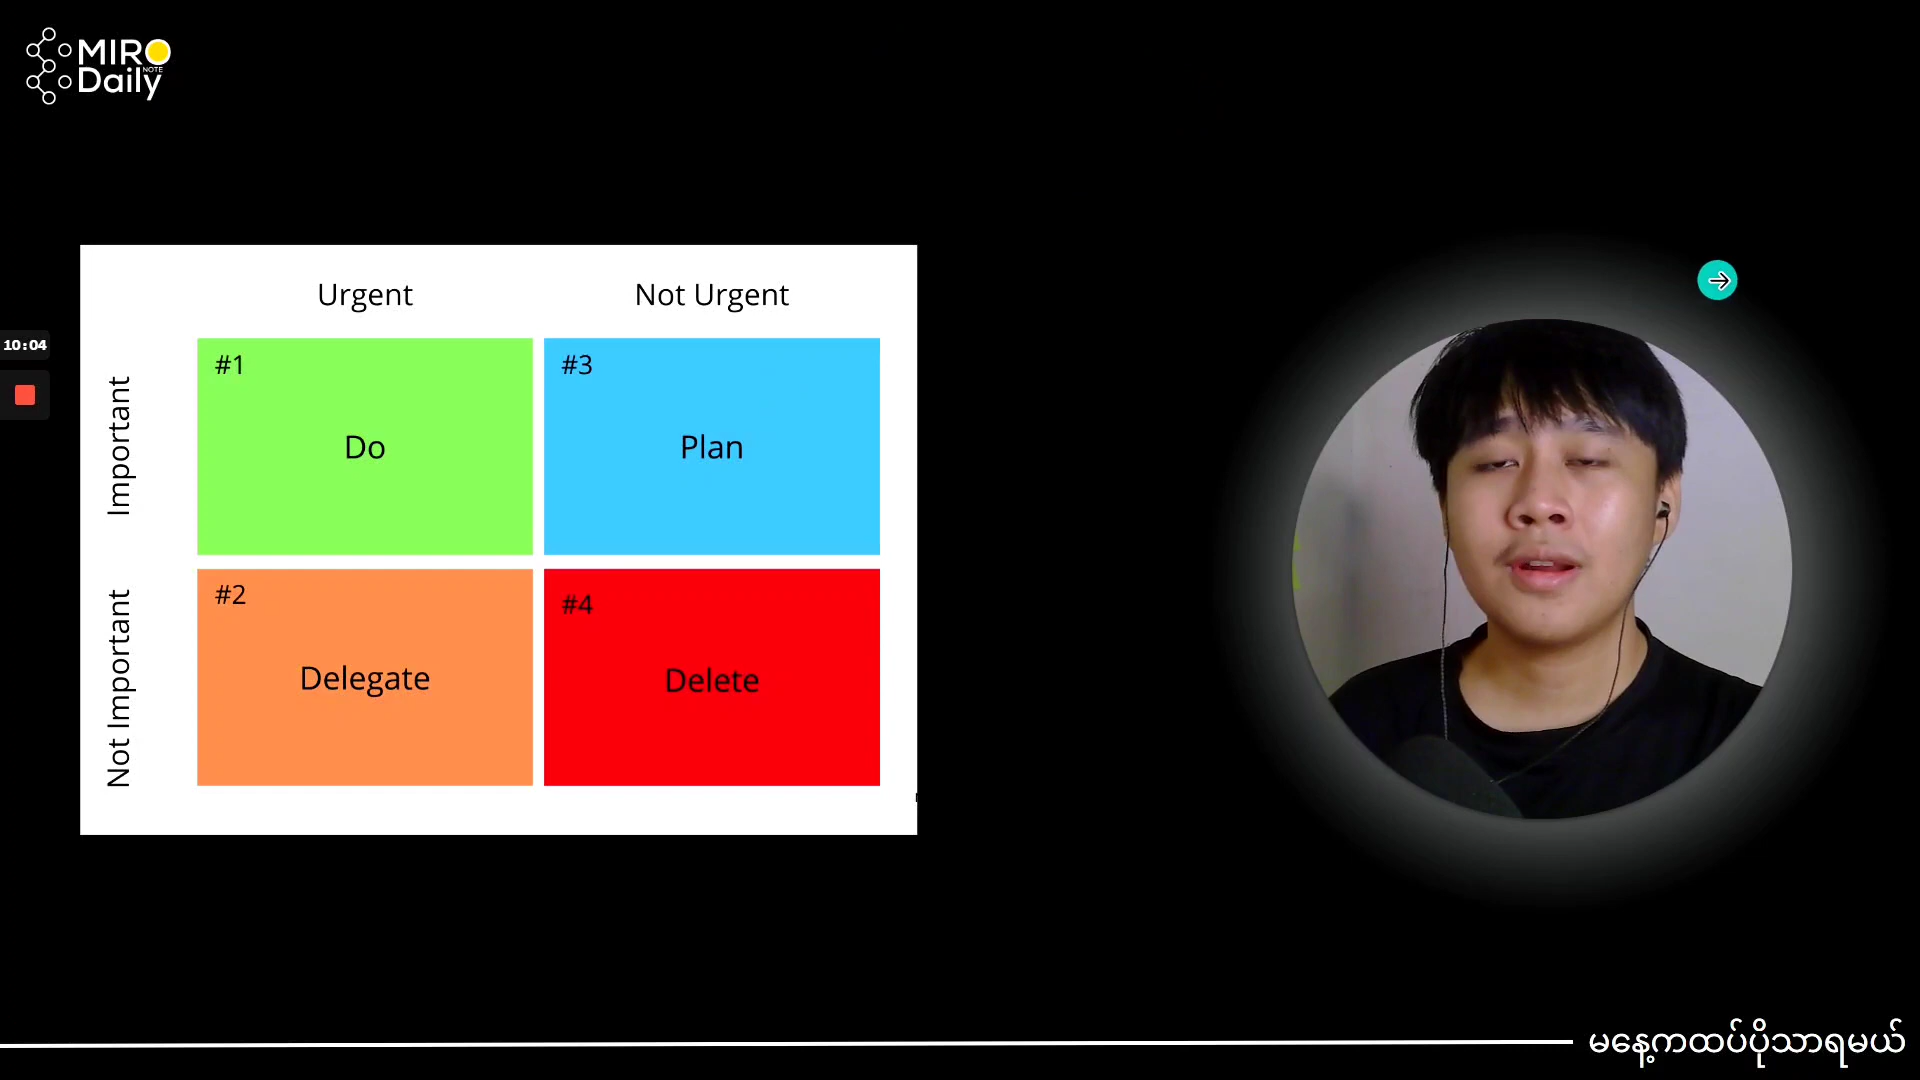 MIRO
NOTE
Daily
Urgent
Not Urgent
10:04
Important
#1
Do
#3
Plan
Not Important
#2
Delegate
#4
Delete
မနေ့ကထပ်ပိုသာရမယ်